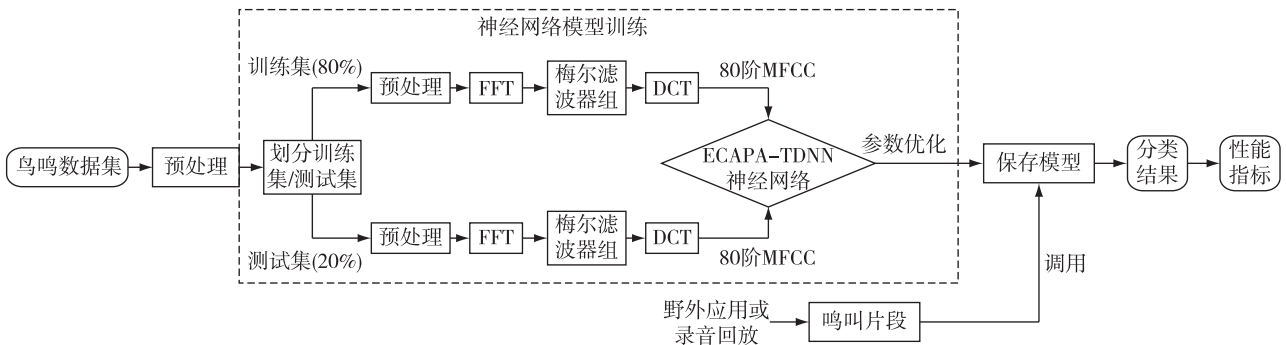 神经网络模型训练
训练集(80%)
预处理
FFT
梅尔滤
波器组
DCT
80阶MFCC
鸟鸣数据集
预处理
划分训练
集/测试集
ECAPA-TDNN
神经网络
参数优化
保存模型
分类
结果
性能
指标
测试集(20%)
预处理
FFT
梅尔滤
波器组
DCT
80阶MFCC
调用
野外应用或
录音回放
鸣叫片段